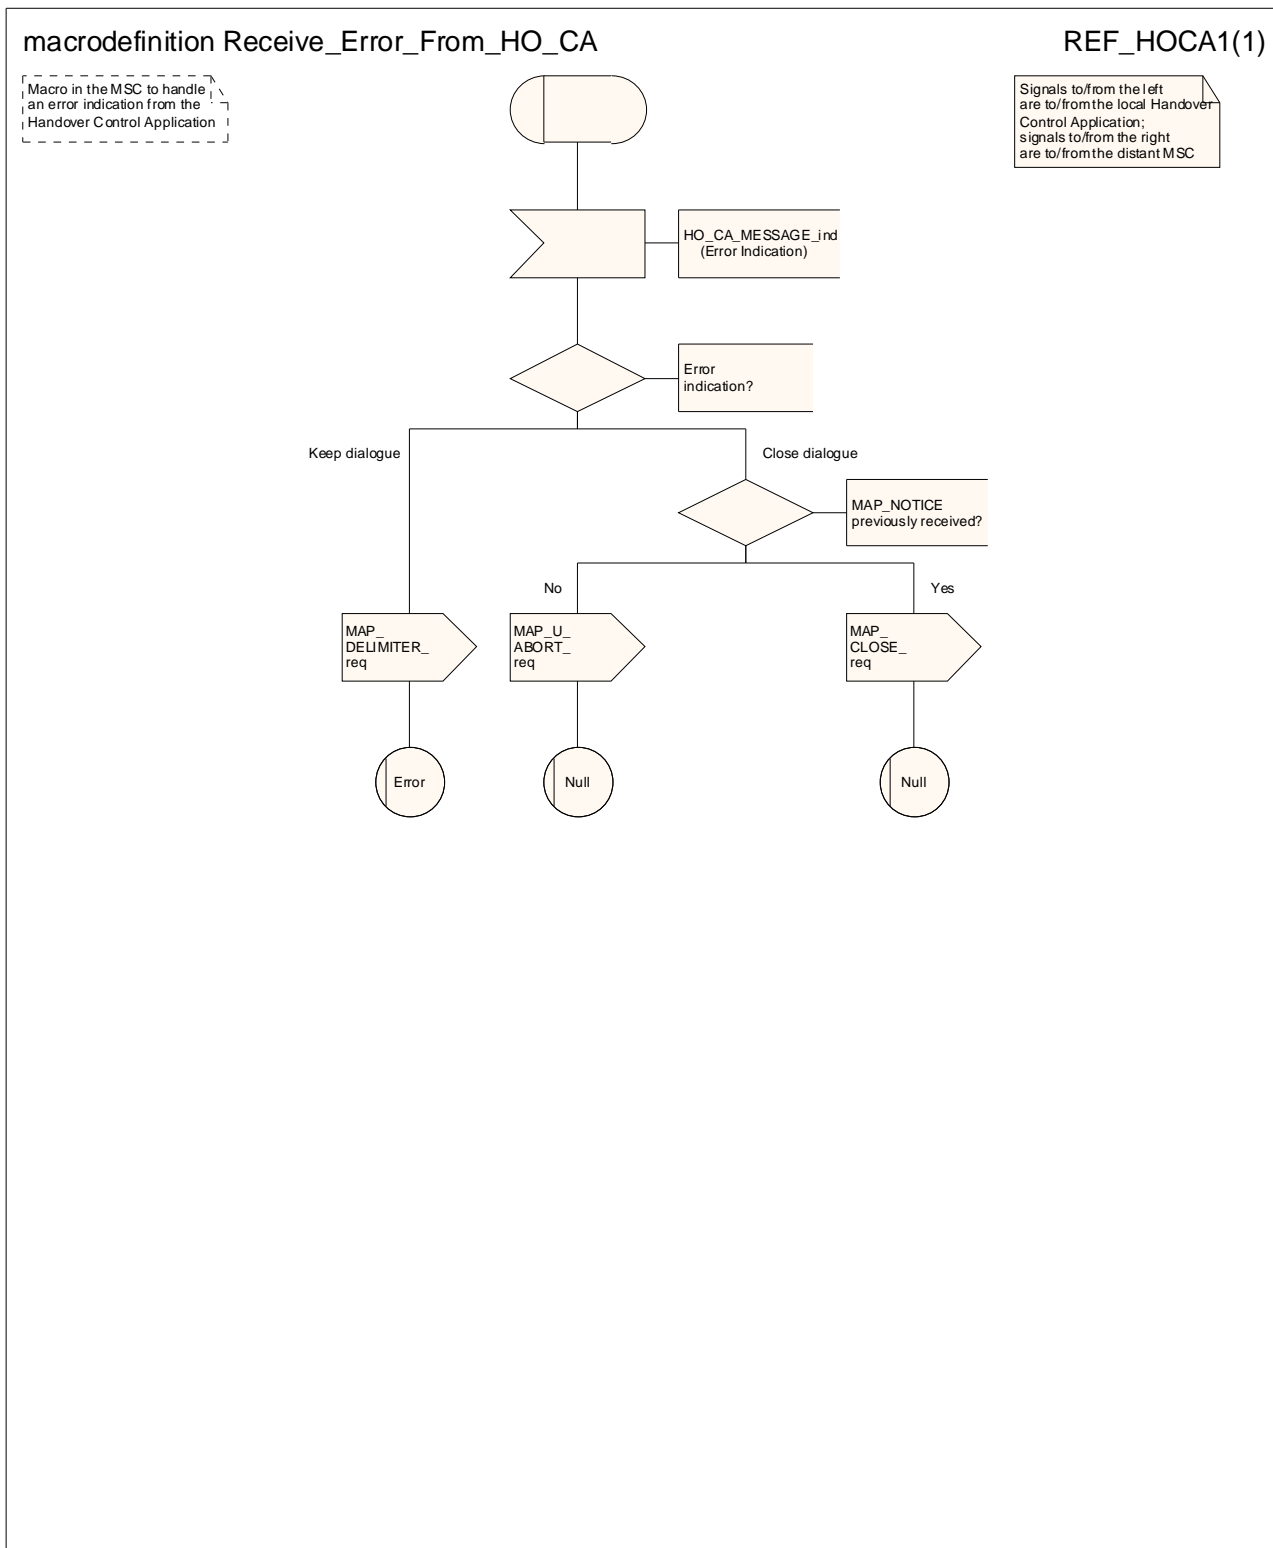 macrodefinition Receive_Error_From_HO_CA
REF_HOCA1(1)
Macro in the MSC to handle
an error indication from the
Handover Control Application
Signals to/from the left
are to/from the local Handover
Control Application;
signals to/from the right
are to/from the distant MSC
HO_CA_MESSAGE_ind
(Error Indication)
Error
indication?
Keep dialogue
Close dialogue
MAP_NOTICE
previously received?
No
Yes
MAP_
DELIMITER_
req
MAP_U_
ABORT_
req
MAP_
CLOSE_
req
Error
Null
Null